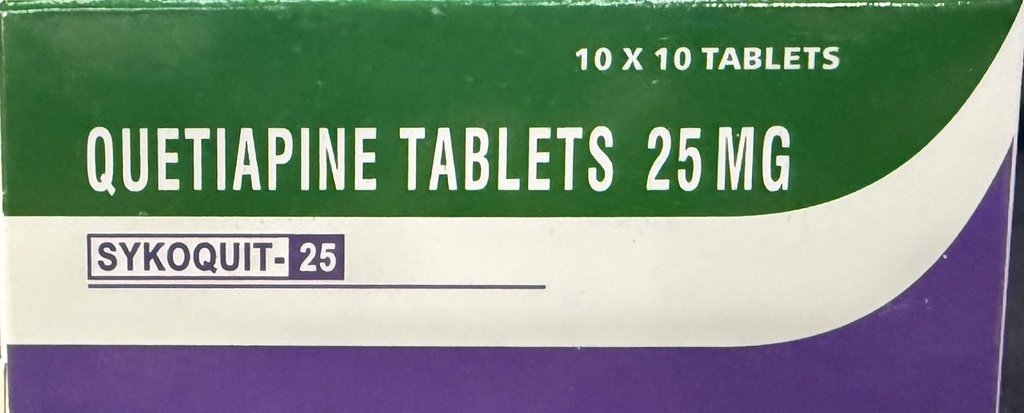 10 X 10 TABLETS
QUETIAPINE TABLETS 25 MG
SYKOQUIT- 25